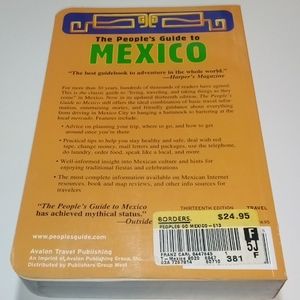 The People's Guide to
MEXICO
"The best guidebook to adventure in the whole world."
—Harper's Magazine
For more than 30 years, hundreds of thousands of readers have agreed:
This is the classic guide to "living, traveling, and taking things as they
come" in Mexico. Now in its thirteenth edition, The People's Guide
to Mexico still offers the ideal combination of basic travel information,
entertaining stories, and friendly guidance about everything
from driving in Mexico City to hanging a hammock to bartering at the
local mercado. Features include:
• Advice on planning your trip, where to go, and how to get
around once you're there
• Practical tips to help you stay healthy and safe, deal with red
tape, change money, mail letters and packages, use the telephone,
do laundry, order food, speak like a local, and more
• Well-informed insight into Mexican culture and hints for
enjoying traditional fiestas and celebrations
• The most complete information available on Mexican Internet
resources, book and map reviews, and other info sources for
travelers
"The People's Guide to Mexico
has achieved mythical status."
—Outside
THIRTEENTH EDITION
TRAVEL
www.peoplesguide.com
Avalon Travel Publishing
An Imprint of Avalon Publishing Group, Inc.
Distributed by Publishers Group West
BORDERS.
$24.95
PEOPLES GD MEXICO-E13
FRANZ CARL
381
F
5J
F